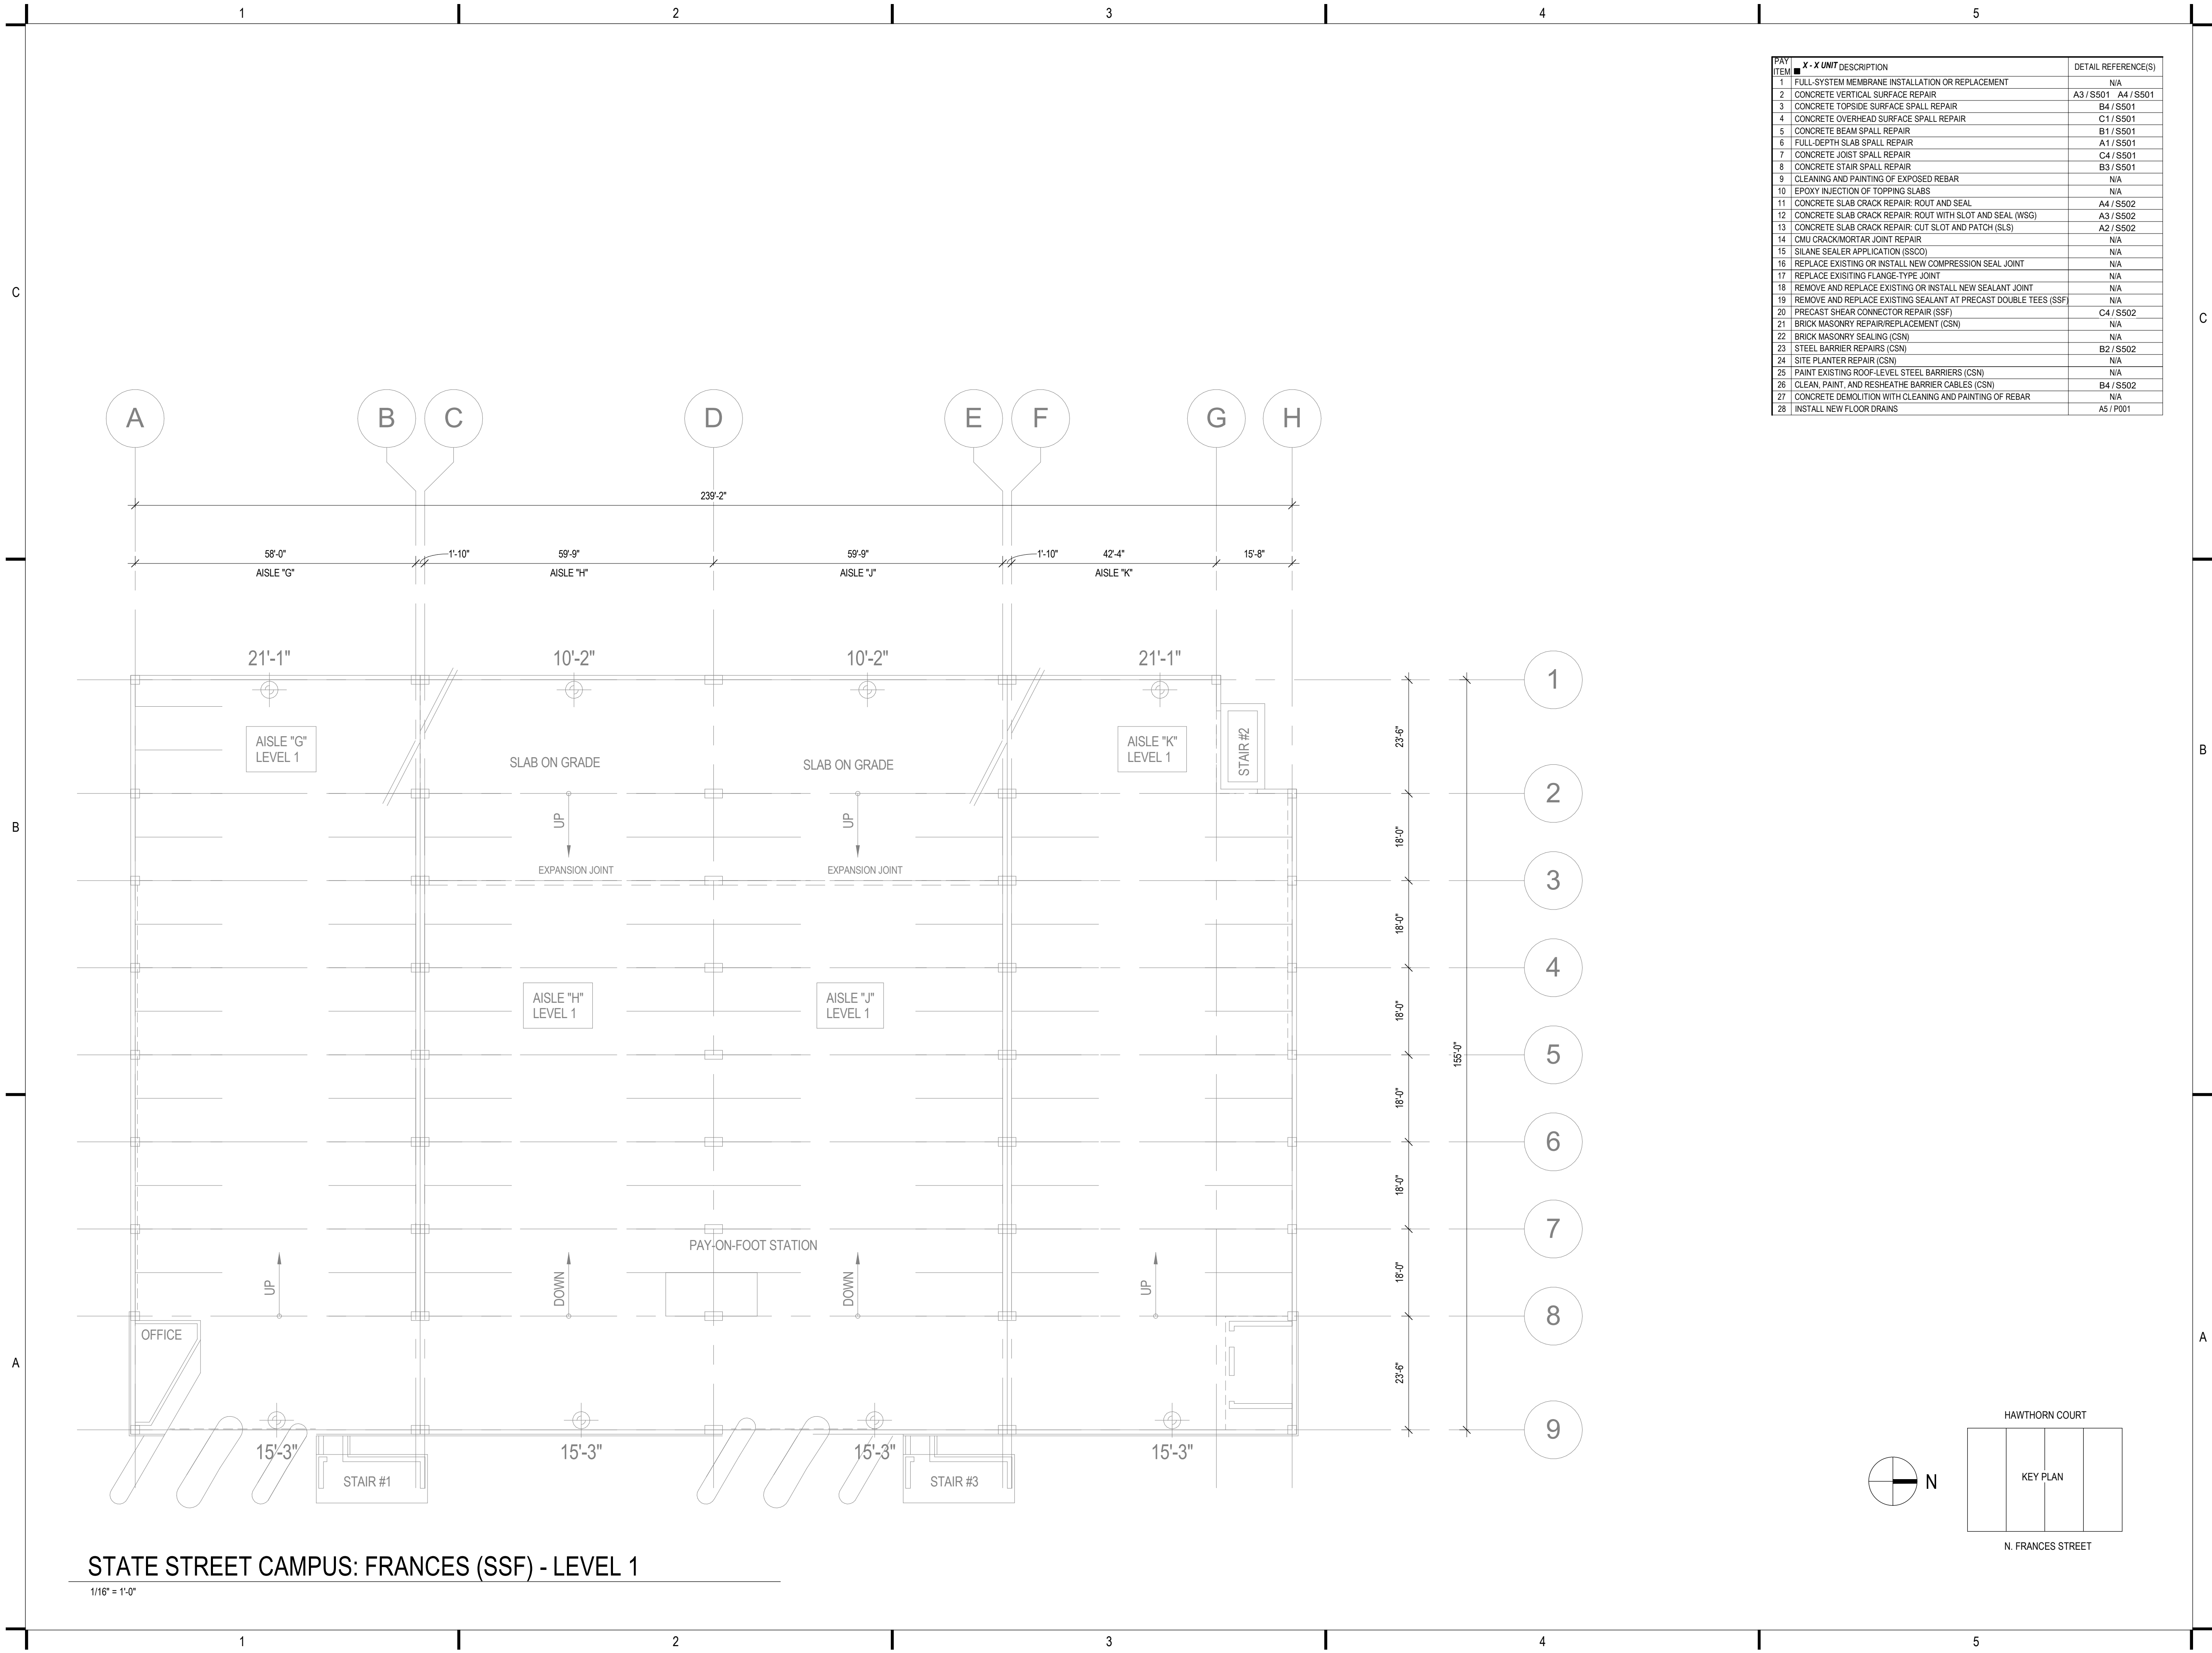 1 2 3 4 5
PAY ITEM X - X UNIT DESCRIPTION DETAIL REFERENCE(S)
1 FULL-SYSTEM MEMBRANE INSTALLATION OR REPLACEMENT N/A
2 CONCRETE VERTICAL SURFACE REPAIR A3 / S501 A4 / S501
3 CONCRETE TOPSIDE SURFACE SPALL REPAIR B4 / S501
4 CONCRETE OVERHEAD SURFACE SPALL REPAIR C1 / S501
5 CONCRETE BEAM SPALL REPAIR B1 / S501
6 FULL-DEPTH SLAB SPALL REPAIR A1 / S501
7 CONCRETE JOIST SPALL REPAIR C4 / S501
8 CONCRETE STAIR SPALL REPAIR B3 / S501
9 CLEANING AND PAINTING OF EXPOSED REBAR N/A
10 EPOXY INJECTION OF TOPPING SLABS N/A
11 CONCRETE SLAB CRACK REPAIR: ROUT AND SEAL A4 / S502
12 CONCRETE SLAB CRACK REPAIR: ROUT WITH SLOT AND SEAL (WSG) A3 / S502
13 CONCRETE SLAB CRACK REPAIR: CUT SLOT AND PATCH (SLS) A2 / S502
14 CMU CRACK/MORTAR JOINT REPAIR N/A
15 SILANE SEALER APPLICATION (SSCO) N/A
16 REPLACE EXISTING OR INSTALL NEW COMPRESSION SEAL JOINT N/A
17 REPLACE EXISITING FLANGE-TYPE JOINT N/A
18 REMOVE AND REPLACE EXISTING OR INSTALL NEW SEALANT JOINT N/A
19 REMOVE AND REPLACE EXISTING SEALANT AT PRECAST DOUBLE TEES (SSF) N/A
20 PRECAST SHEAR CONNECTOR REPAIR (SSF) C4 / S502
21 BRICK MASONRY REPAIR/REPLACEMENT (CSN) N/A
22 BRICK MASONRY SEALING (CSN) N/A
23 STEEL BARRIER REPAIRS (CSN) B2 / S502
24 SITE PLANTER REPAIR (CSN) N/A
25 PAINT EXISTING ROOF-LEVEL STEEL BARRIERS (CSN) N/A
26 CLEAN, PAINT, AND RESHEATHE BARRIER CABLES (CSN) B4 / S502
27 CONCRETE DEMOLITION WITH CLEANING AND PAINTING OF REBAR N/A
28 INSTALL NEW FLOOR DRAINS A5 / P001
C C
A B C D E F G H
239'-2"
58'-0" 1'-10" 59'-9" 59'-9" 1'-10" 42'-4" 15'-8"
AISLE "G" AISLE "H" AISLE "J" AISLE "K"
21'-1" 10'-2" 10'-2" 21'-1"
1
AISLE "G"
LEVEL 1
SLAB ON GRADE
SLAB ON GRADE
AISLE "K"
LEVEL 1
STAIR #2
23'-6"
B
2
UP UP
18'-0"
B
EXPANSION JOINT EXPANSION JOINT
3
18'-0"
4
AISLE "H"
LEVEL 1
AISLE "J"
LEVEL 1
18'-0"
155'-0"
5
18'-0"
6
18'-0"
7
PAY-ON-FOOT STATION
UP DOWN DOWN UP
18'-0"
8
OFFICE
A
23'-6"
A
9
15'-3" 15'-3" 15'-3" 15'-3"
STAIR #1 STAIR #3
HAWTHORN COURT
KEY PLAN
N
N. FRANCES STREET
STATE STREET CAMPUS: FRANCES (SSF) - LEVEL 1
1/16" = 1'-0"
1 2 3 4 5